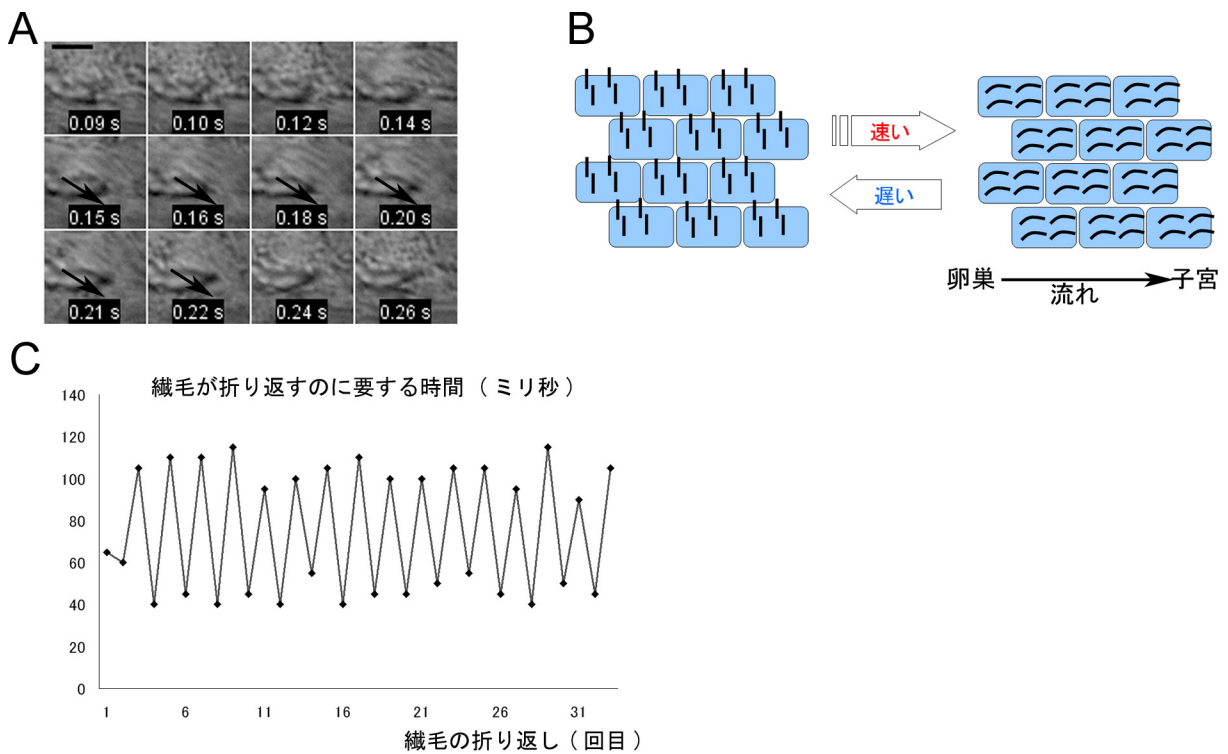 A
0.09 s 0.10 s 0.12 s 0.14 s
0.15 s 0.16 s 0.18 s 0.20 s
0.21 s 0.22 s 0.24 s 0.26 s
B
速い
遅い
卵巣 子宮
流れ
C
繊毛が折り返すのに要する時間（ミリ秒）
140
120
100
80
60
40
20
0
1 6 11 16 21 26 31
繊毛の折り返し（回目）